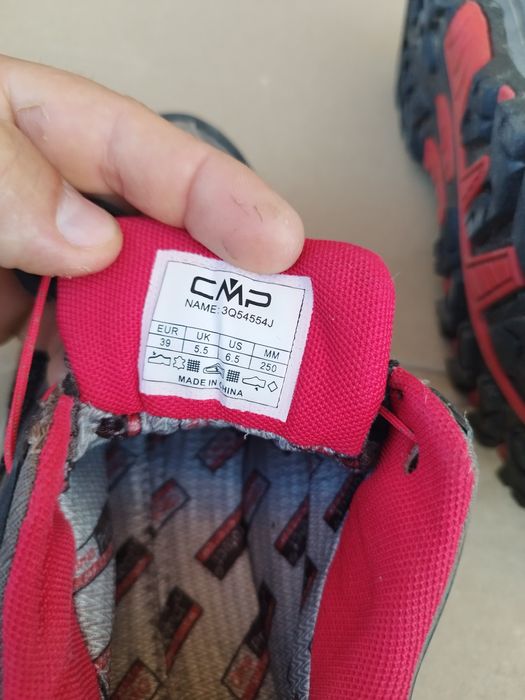 CMP
NAME: 3Q54554J
EUR UK US MM
39 5.5 6.5 250
MADE IN CHINA